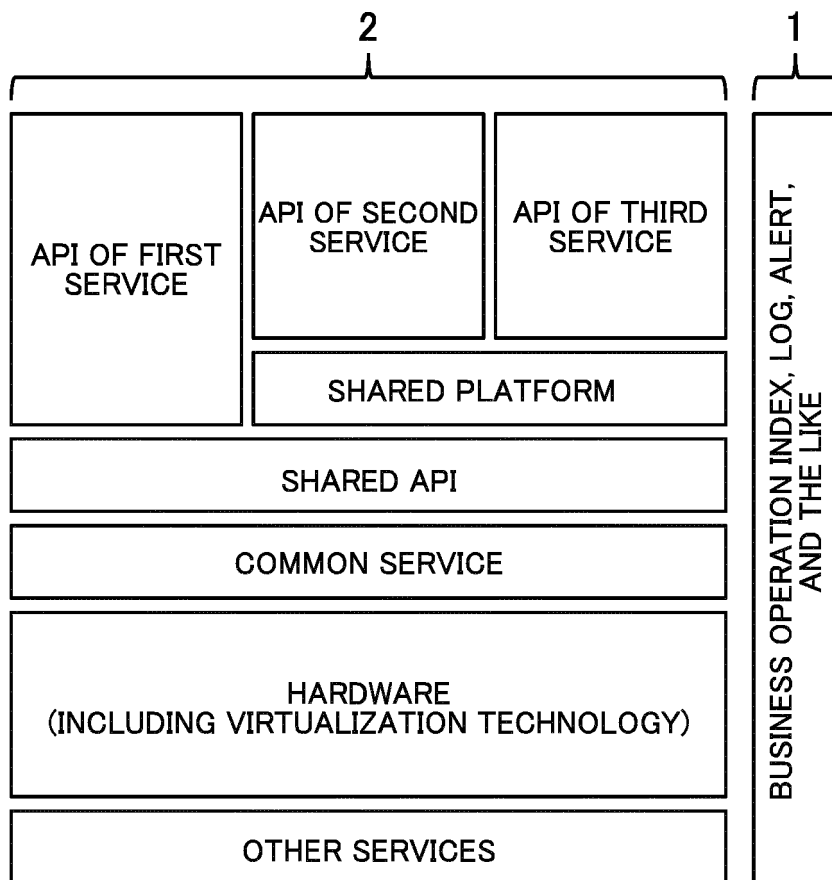 2
1
API OF FIRST
SERVICE
API OF SECOND
SERVICE
API OF THIRD
SERVICE
SHARED PLATFORM
SHARED API
COMMON SERVICE
HARDWARE
(INCLUDING VIRTUALIZATION TECHNOLOGY)
OTHER SERVICES
BUSINESS OPERATION INDEX, LOG, ALERT,
AND THE LIKE